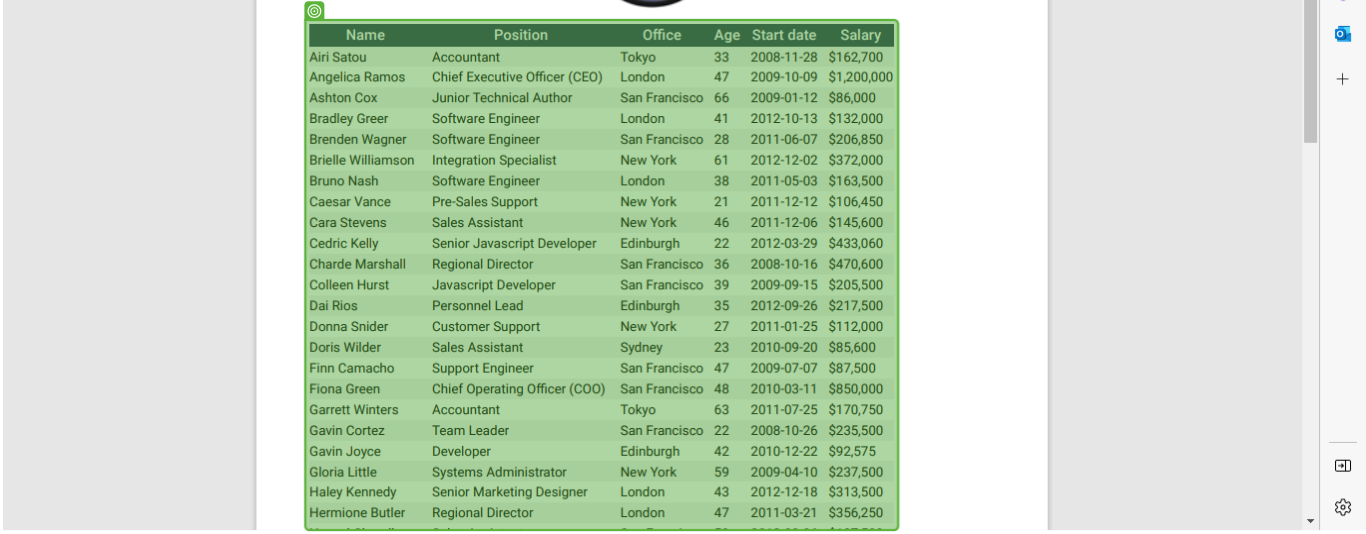 Name Position Office Age Start date Salary
Airi Satou Accountant Tokyo 33 2008-11-28 $162,700
Angelica Ramos Chief Executive Officer (CEO) London 47 2009-10-09 $1,200,000
Ashton Cox Junior Technical Author San Francisco 66 2009-01-12 $86,000
Bradley Greer Software Engineer London 41 2012-10-13 $132,000
Brenden Wagner Software Engineer San Francisco 28 2011-06-07 $206,850
Brielle Williamson Integration Specialist New York 61 2012-12-02 $372,000
Bruno Nash Software Engineer London 38 2011-05-03 $163,500
Caesar Vance Pre-Sales Support New York 21 2011-12-12 $106,450
Cara Stevens Sales Assistant New York 46 2011-12-06 $145,600
Cedric Kelly Senior Javascript Developer Edinburgh 22 2012-03-29 $433,060
Charde Marshall Regional Director San Francisco 36 2008-10-16 $470,600
Colleen Hurst Javascript Developer San Francisco 39 2009-09-15 $205,500
Dai Rios Personnel Lead Edinburgh 35 2012-09-26 $217,500
Donna Snider Customer Support New York 27 2011-01-25 $112,000
Doris Wilder Sales Assistant Sydney 23 2010-09-20 $85,600
Finn Camacho Support Engineer San Francisco 47 2009-07-07 $87,500
Fiona Green Chief Operating Officer (COO) San Francisco 48 2010-03-11 $850,000
Garrett Winters Accountant Tokyo 63 2011-07-25 $170,750
Gavin Cortez Team Leader San Francisco 22 2008-10-26 $235,500
Gavin Joyce Developer Edinburgh 42 2010-12-22 $92,575
Gloria Little Systems Administrator New York 59 2009-04-10 $237,500
Haley Kennedy Senior Marketing Designer London 43 2012-12-18 $313,500
Hermione Butler Regional Director London 47 2011-03-21 $356,250